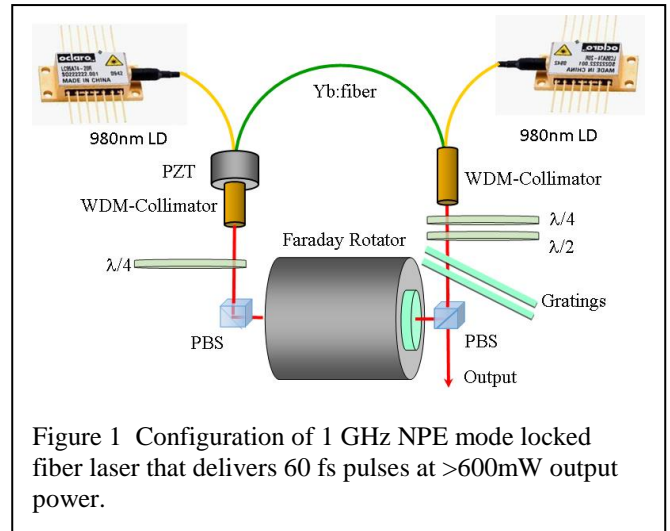 oclaro
980nm LD
Yb:fiber
oclaro
980nm LD
PZT
WDM-Collimator
WDM-Collimator
λ/4
λ/2
Faraday Rotator
λ/4
Gratings
PBS
PBS
Output
Figure 1 Configuration of 1 GHz NPE mode locked
fiber laser that delivers 60 fs pulses at >600mW output
power.